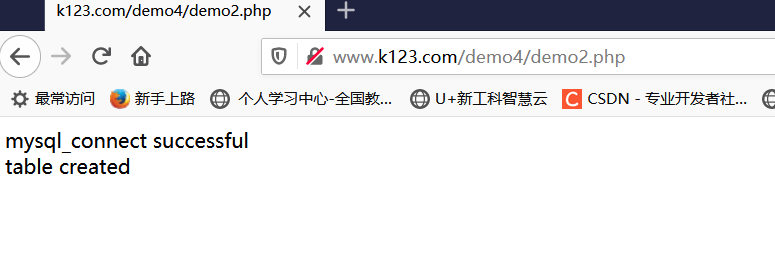 k123.com/demo4/demo2.php
www.k123.com/demo4/demo2.php
最常访问 新手上路 个人学习中心-全国教... U+新工科智慧云 C CSDN - 专业开发者社...
mysql_connect successful
table created